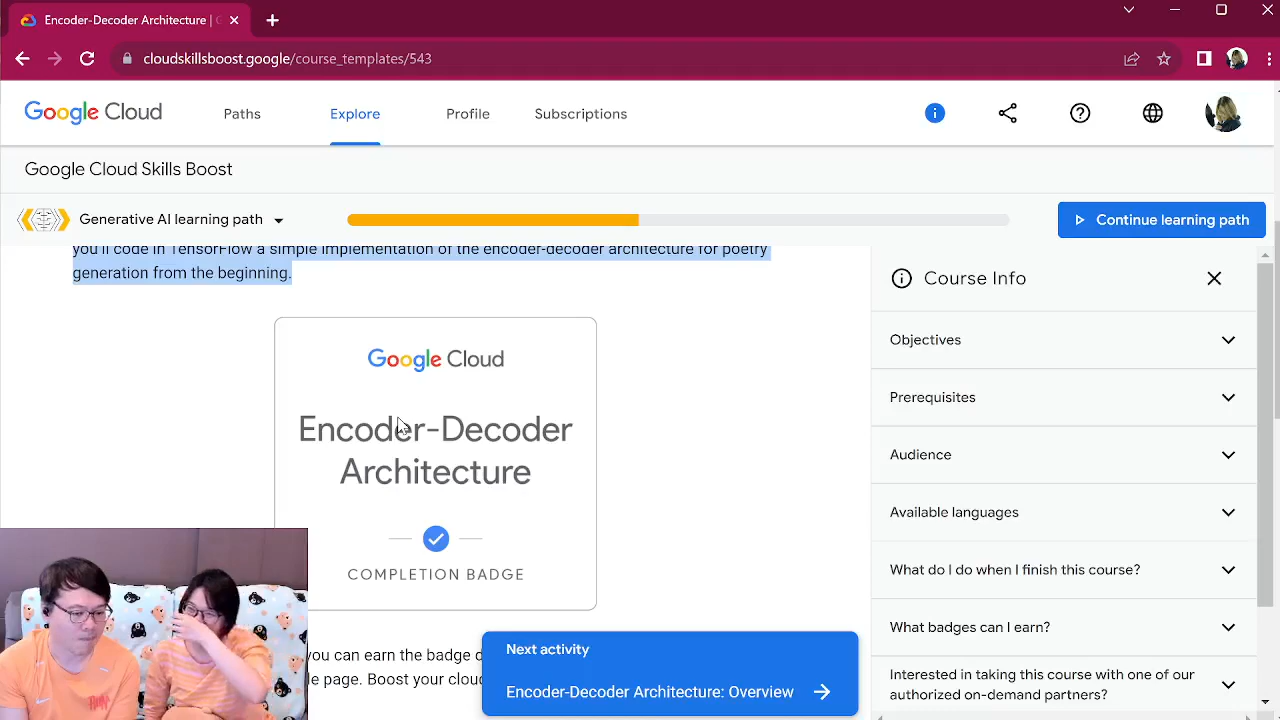 Encoder-Decoder Architecture |
cloudskillsboost.google/course_templates/543
Google Cloud
Paths
Explore
Profile
Subscriptions
Google Cloud Skills Boost
Generative AI learning path
Continue learning path
you'll code in TensorFlow a simple implementation of the encoder-decoder architecture for poetry
generation from the beginning.
Google Cloud
Encoder-Decoder
Architecture
COMPLETION BADGE
you can earn the badge
page. Boost your
Next activity
Encoder-Decoder Architecture: Overview
Course Info
Objectives
Prerequisites
Audience
Available languages
What do I do when I finish this course?
What badges can I earn?
Interested in taking this course with one of our
authorized on-demand partners?